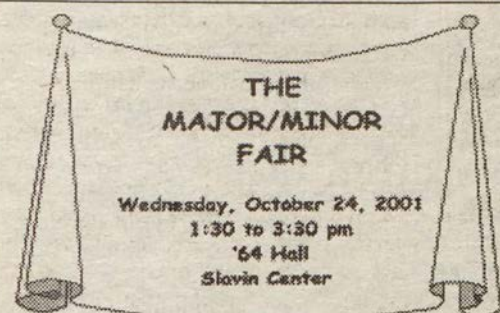 THE
MAJOR/MINOR
FAIR
Wednesday, October 24, 2001
1:30 to 3:30 pm
'64 Hall
Slavin Center